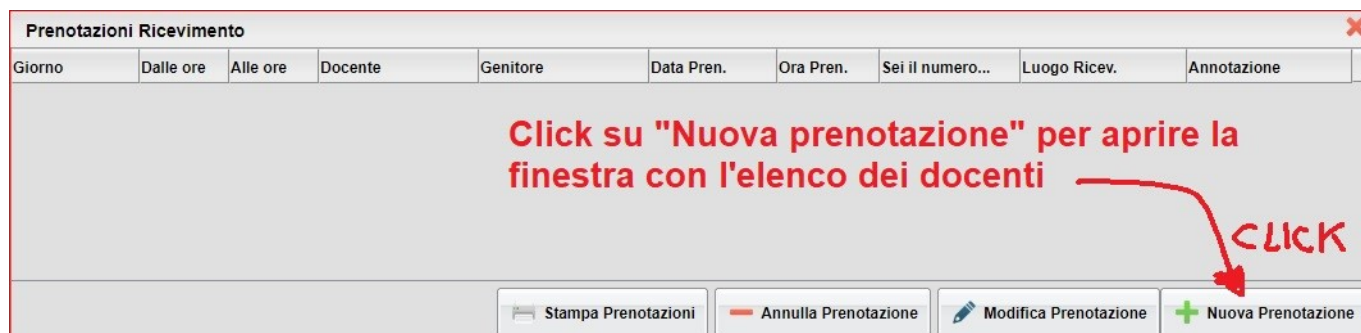 Prenotazioni Ricevimento
Giorno Dalle ore Alle ore Docente Genitore Data Pren. Ora Pren. Sei il numero... Luogo Ricev. Annotazione
Click su "Nuova prenotazione" per aprire la
finestra con l'elenco dei docenti
CLICK
Stampa Prenotazioni Annulla Prenotazione Modifica Prenotazione Nuova Prenotazione